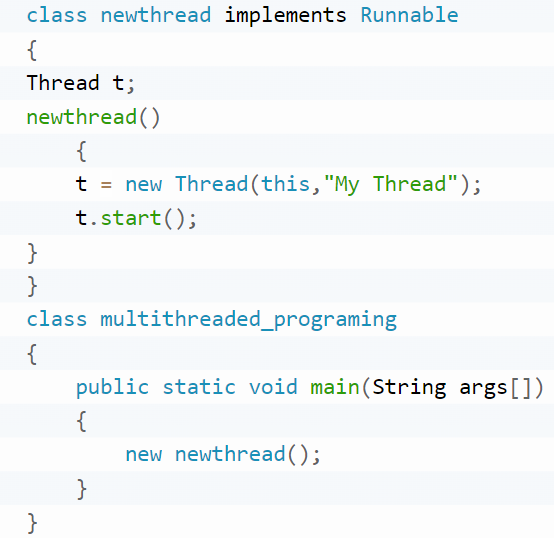 class newthread implements Runnable
{
Thread t;
newthread()
    {
    t = new Thread(this,"My Thread");
    t.start();
}
}
class multithreaded_programing
{
    public static void main(String args[])
    {
        new newthread();
    }
}